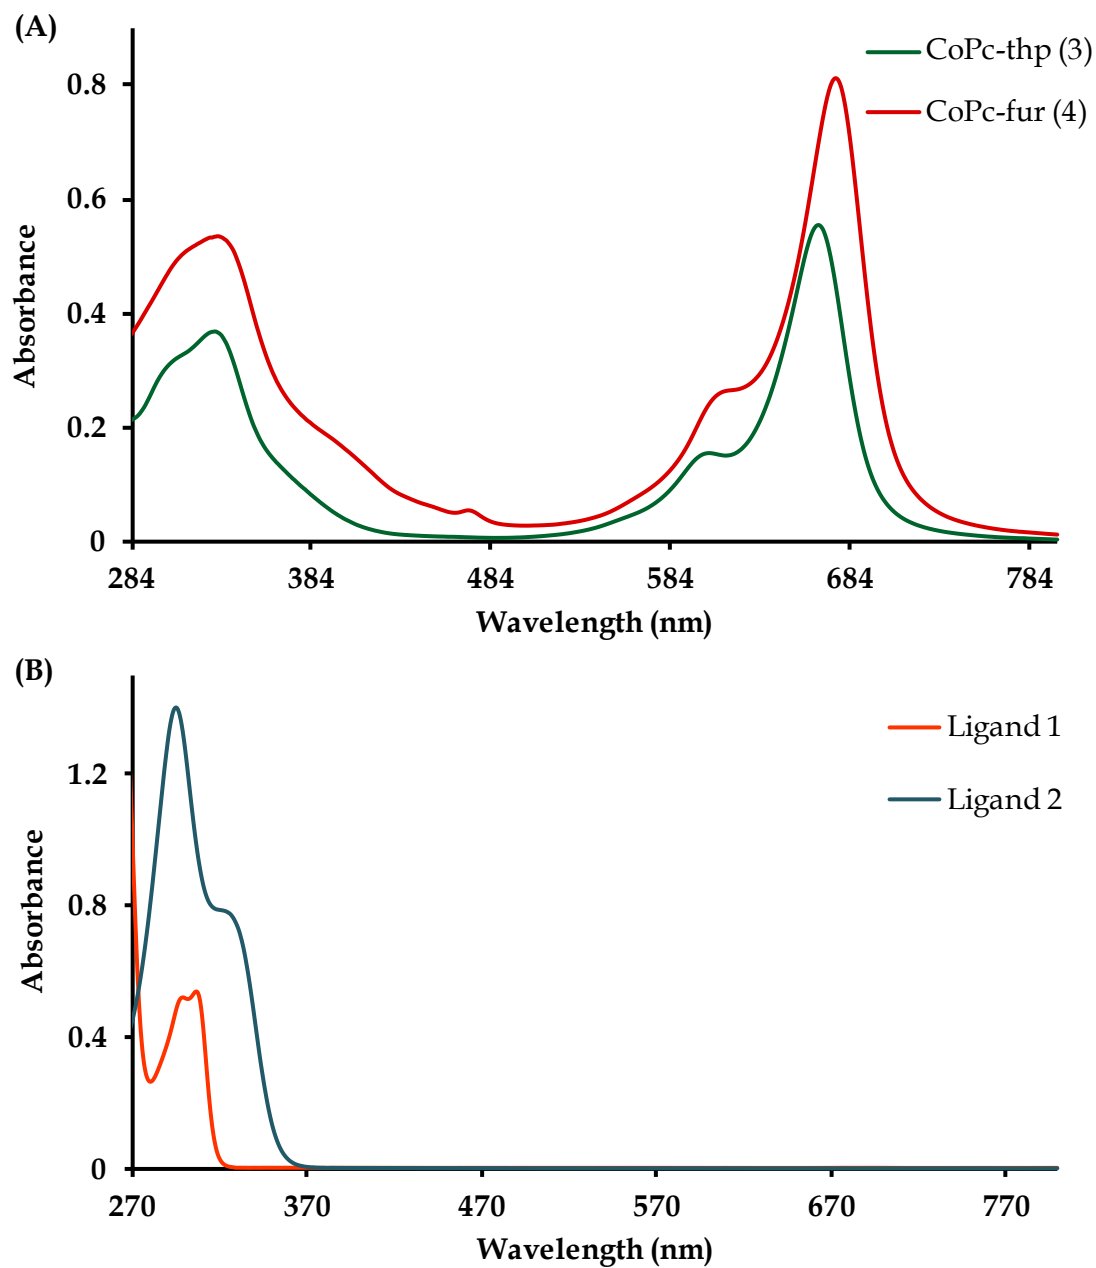 (A)
CoPc-thp (3)
CoPc-fur (4)
Absorbance
0.8
0.6
0.4
0.2
0
284 384 484 584 684 784
Wavelength (nm)
(B)
Ligand 1
Ligand 2
Absorbance
1.2
0.8
0.4
0
270 370 470 570 670 770
Wavelength (nm)